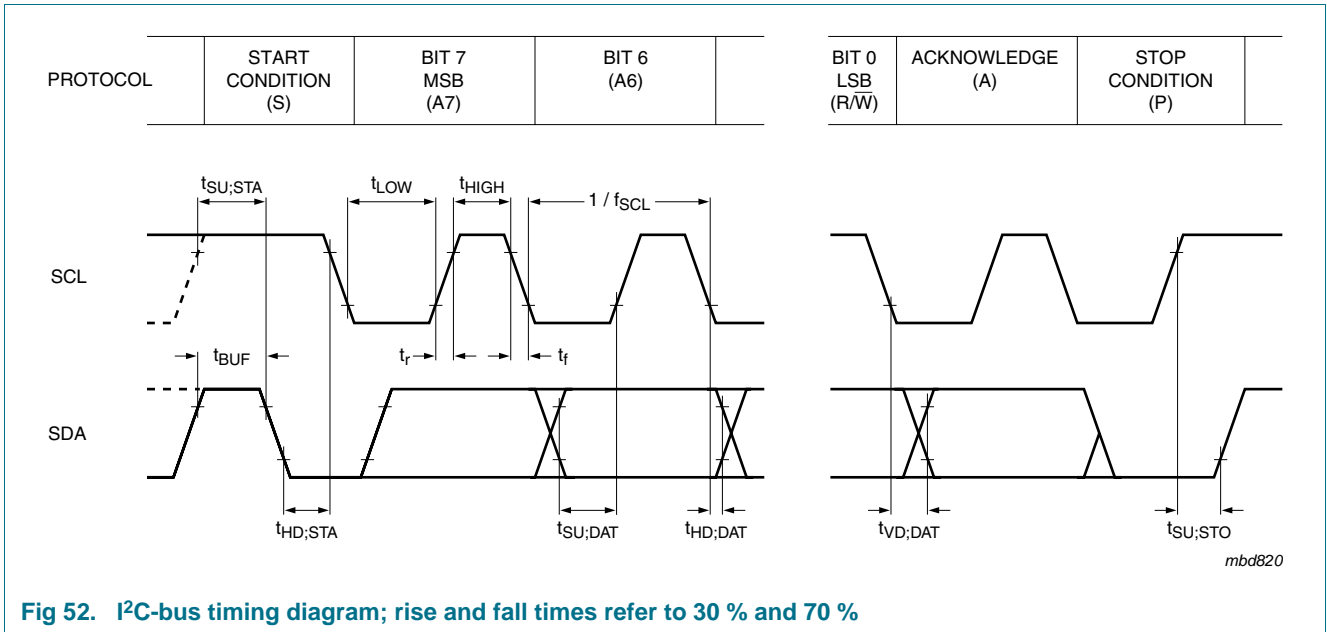 PROTOCOL
START
CONDITION
(S)
BIT 7
MSB
(A7)
BIT 6
(A6)
BIT 0
LSB
(R/W̅)
ACKNOWLEDGE
(A)
STOP
CONDITION
(P)
tSU;STA
tLOW
tHIGH
1 / fSCL
SCL
tBUF
tr
tf
SDA
tHD;STA
tSU;DAT
tHD;DAT
tVD;DAT
tSU;STO
mbd820
Fig 52. I²C-bus timing diagram; rise and fall times refer to 30 % and 70 %